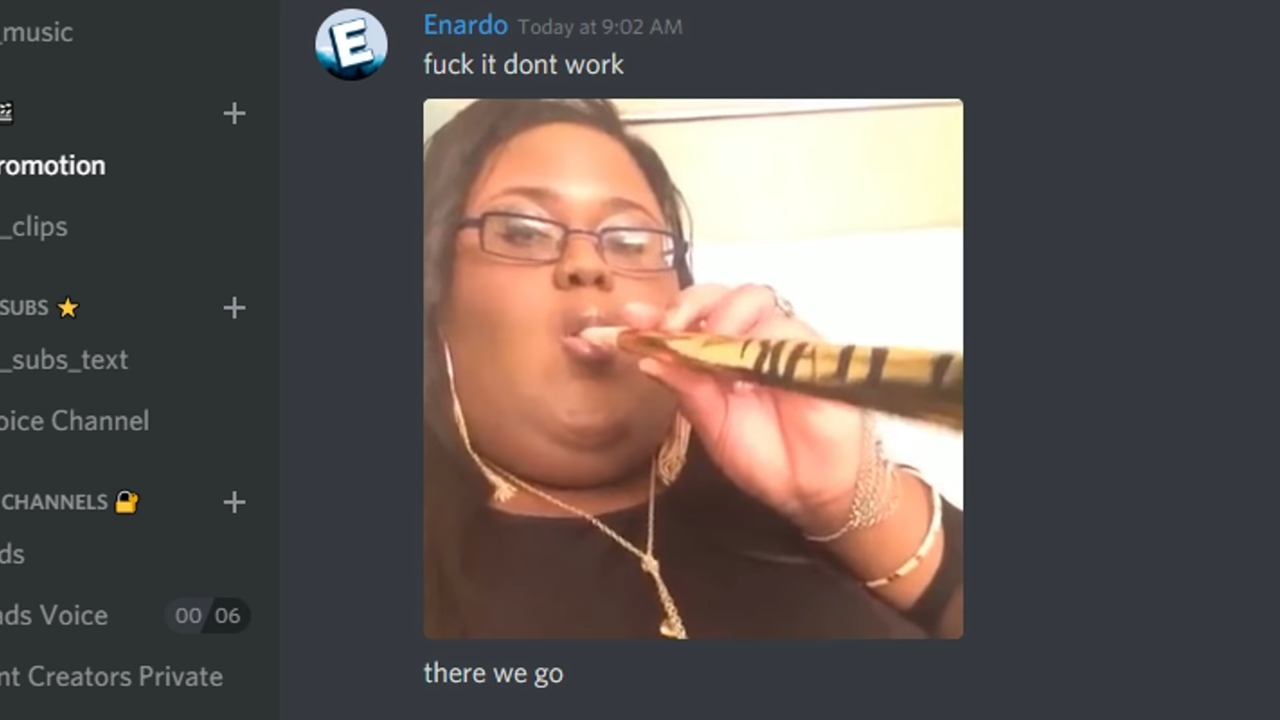 _music
romotion
_clips
SUBS
_subs_text
oice Channel
CHANNELS
ds
ads Voice
00 06
nt Creators Private
E
Enardo Today at 9:02 AM
fuck it dont work
there we go